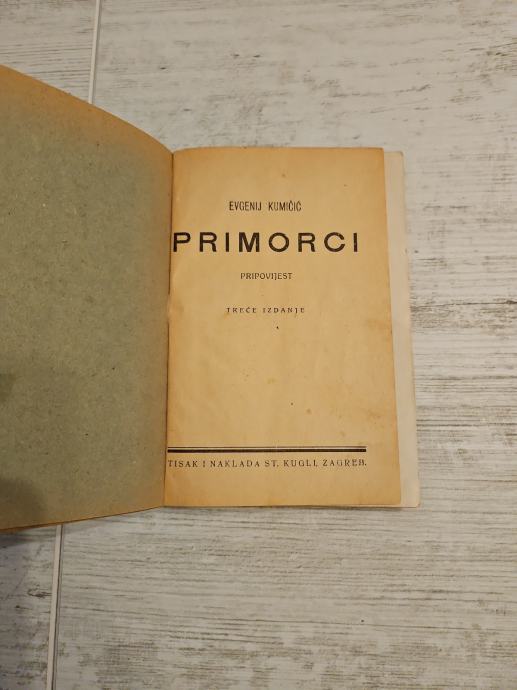 EVGENIJ KUMIČIĆ
PRIMORCI
PRIPOVIJEST
TREĆE IZDANJE
TISAK I NAKLADA ST. KUGLI, ZAGREB.